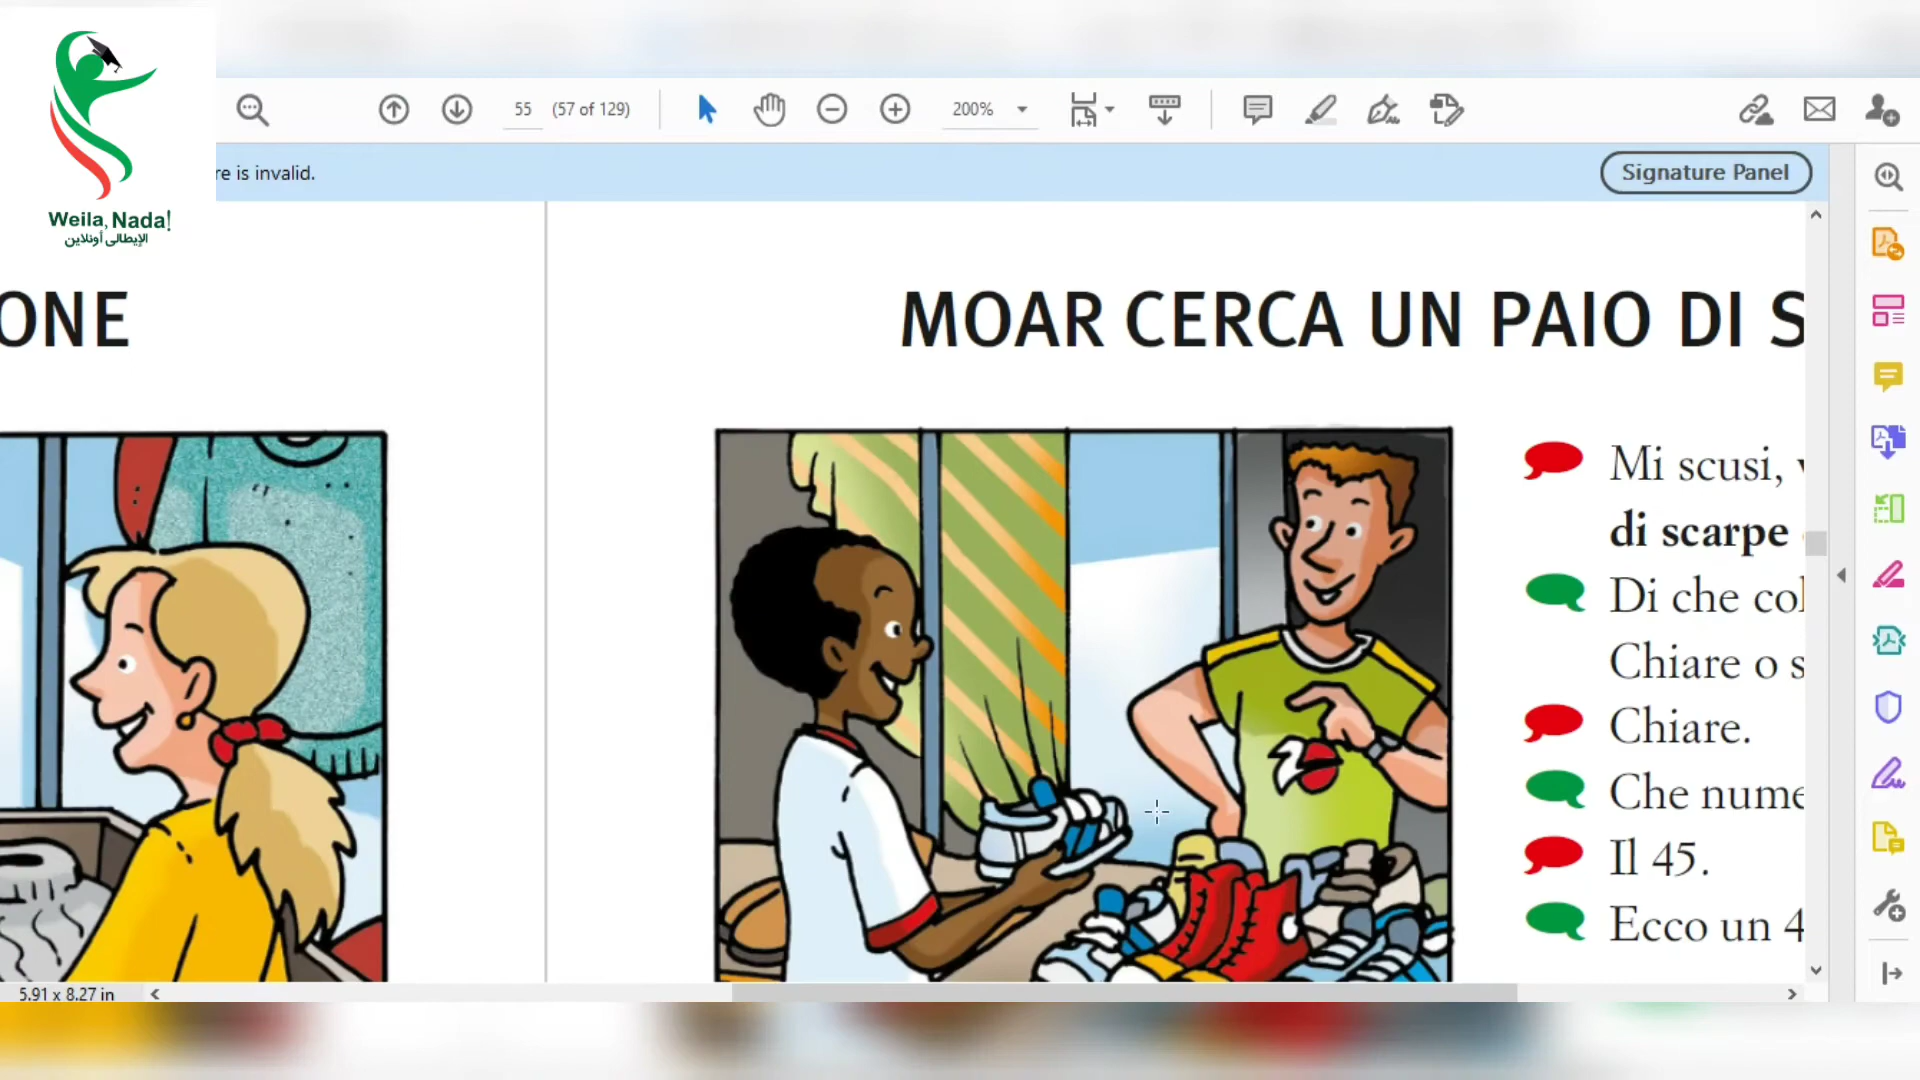 Weila, Nada!
الإيطالى أونلاين
55 (57 of 129) 200%
re is invalid.
Signature Panel
ONE
MOAR CERCA UN PAIO DI S
Mi scusi, v
di scarpe
Di che col
Chiare o s
Chiare.
Che nume
Il 45.
Ecco un 4
5.91 x 8.27 in